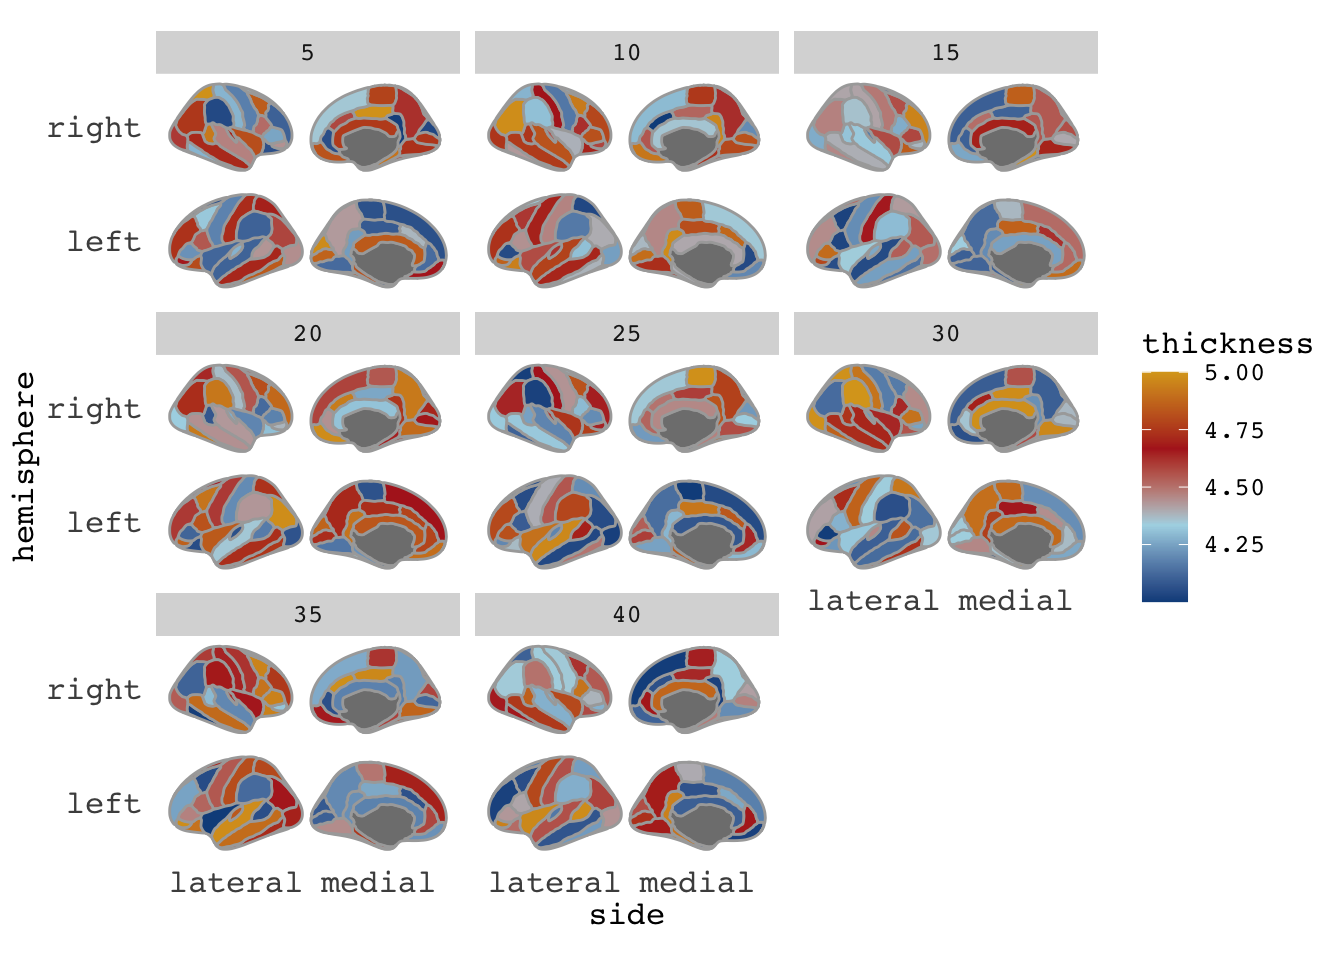 5
10
15
right
left
20
25
30
right
left
lateral medial
35
40
right
left
lateral medial
lateral medial
side
hemisphere
thickness
5.00
4.75
4.50
4.25